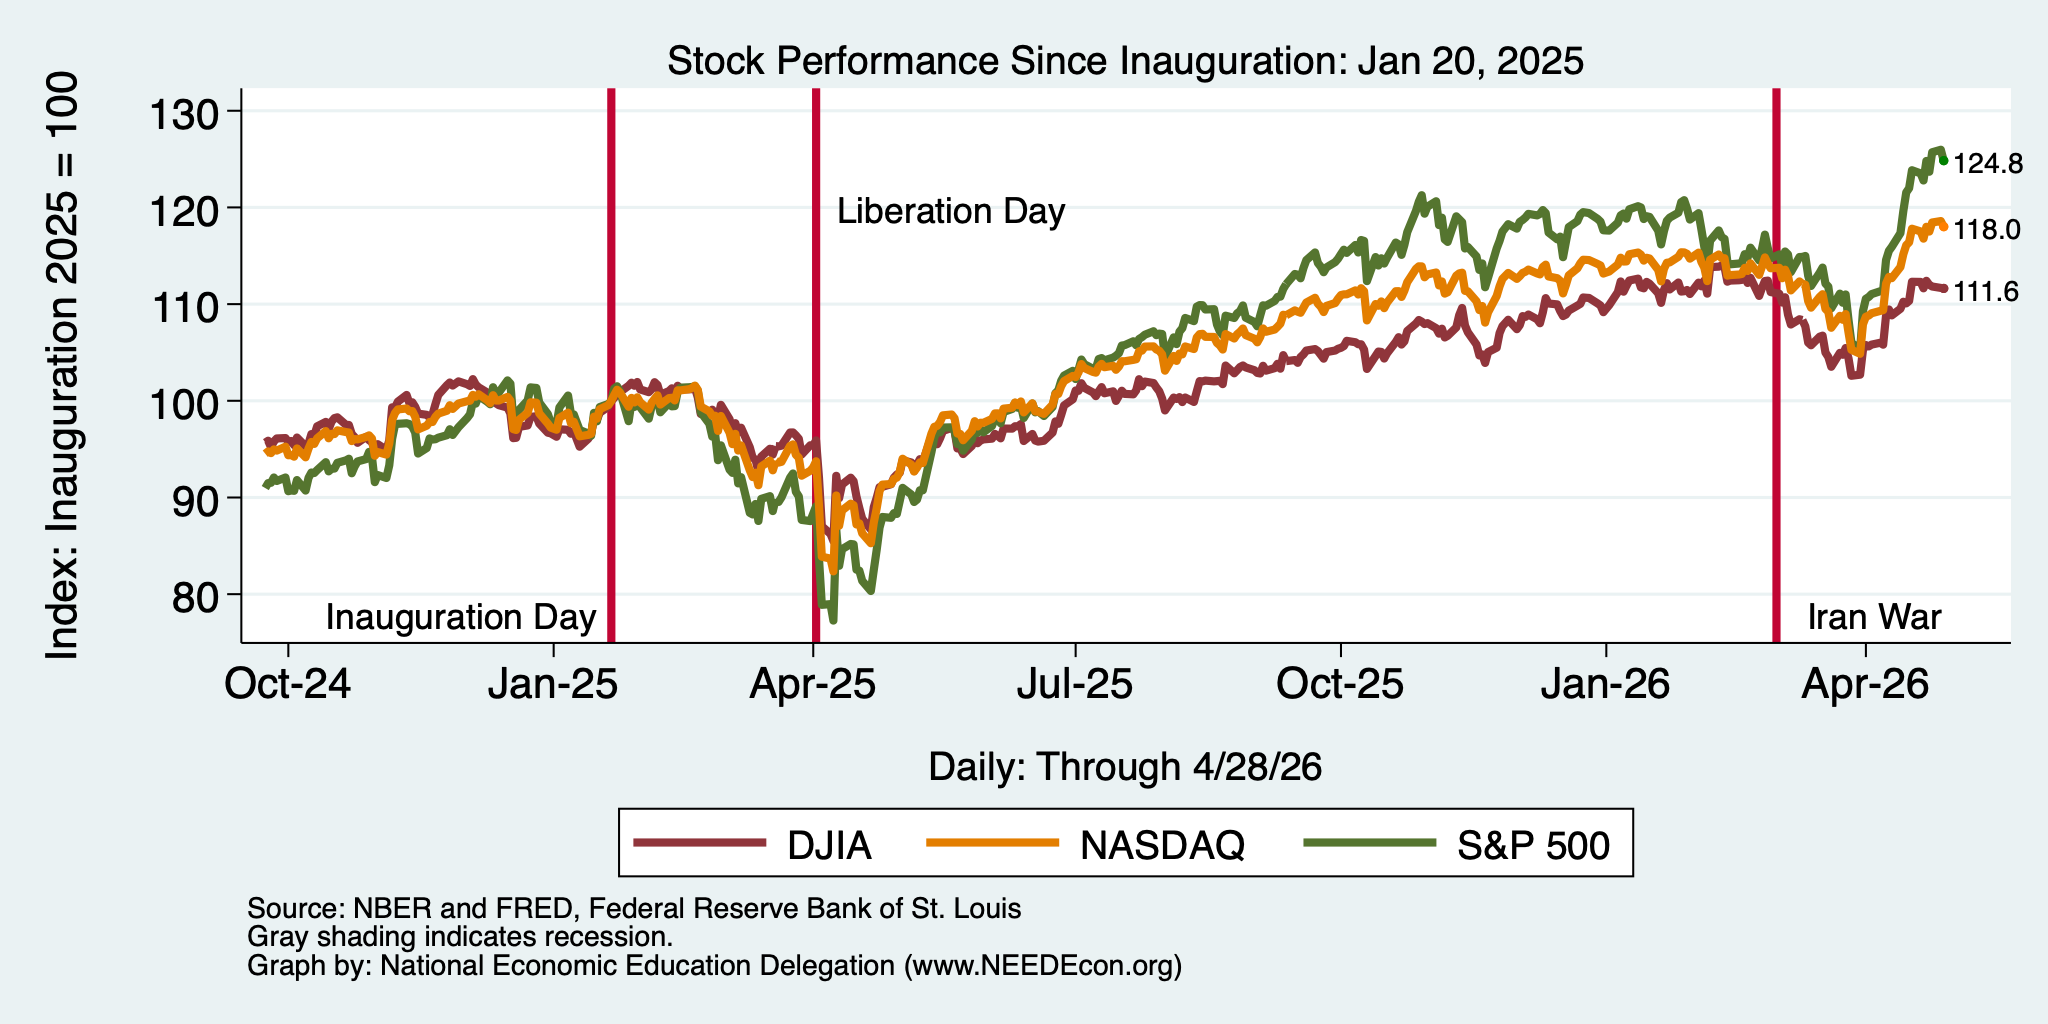 Stock Performance Since Inauguration: Jan 20, 2025
Index: Inauguration 2025 = 100
130
120
110
100
90
80
Liberation Day
Inauguration Day
Iran War
124.8
118.0
111.6
Oct-24
Jan-25
Apr-25
Jul-25
Oct-25
Jan-26
Apr-26
Daily: Through 4/28/26
DJIA
NASDAQ
S&P 500
Source: NBER and FRED, Federal Reserve Bank of St. Louis
Gray shading indicates recession.
Graph by: National Economic Education Delegation (www.NEEDEcon.org)